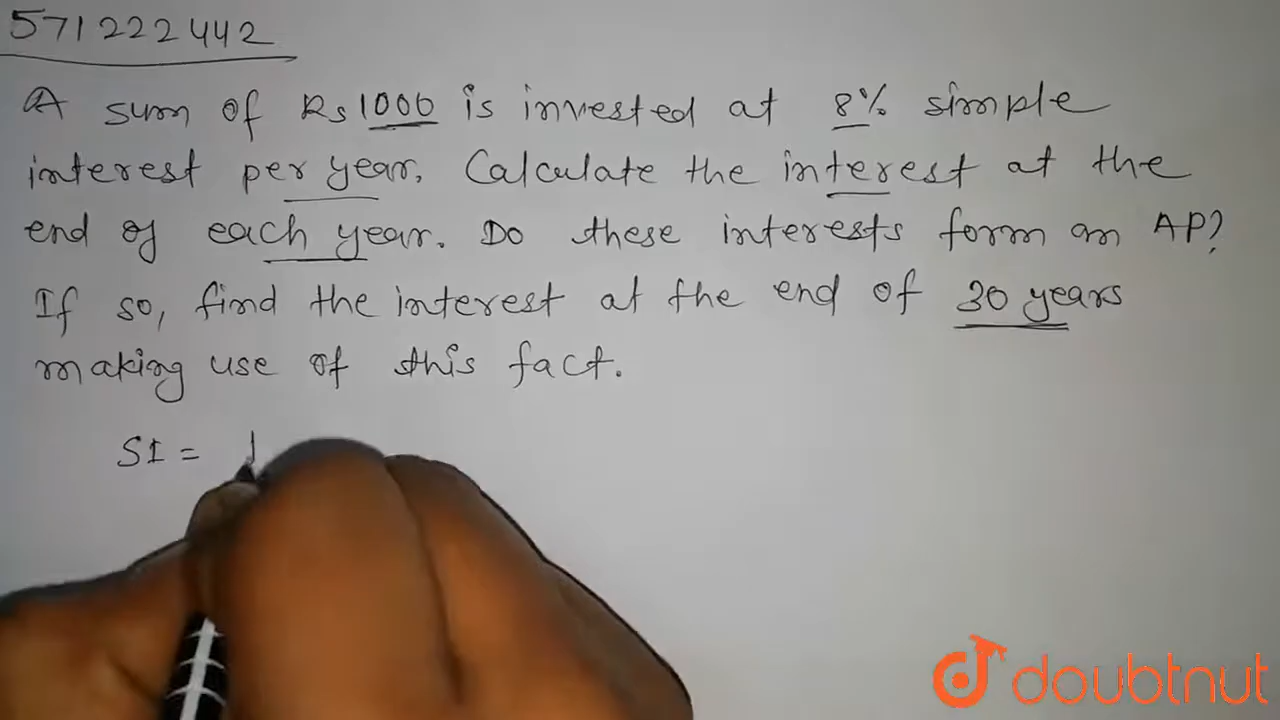 571222442
A sum of Rs 1000 is invested at 8% simple
interest per year. Calculate the interest at the
end of each year. Do these interests form an AP?
If so, find the interest at the end of 30 years
making use of this fact.
SI =
doubtnut